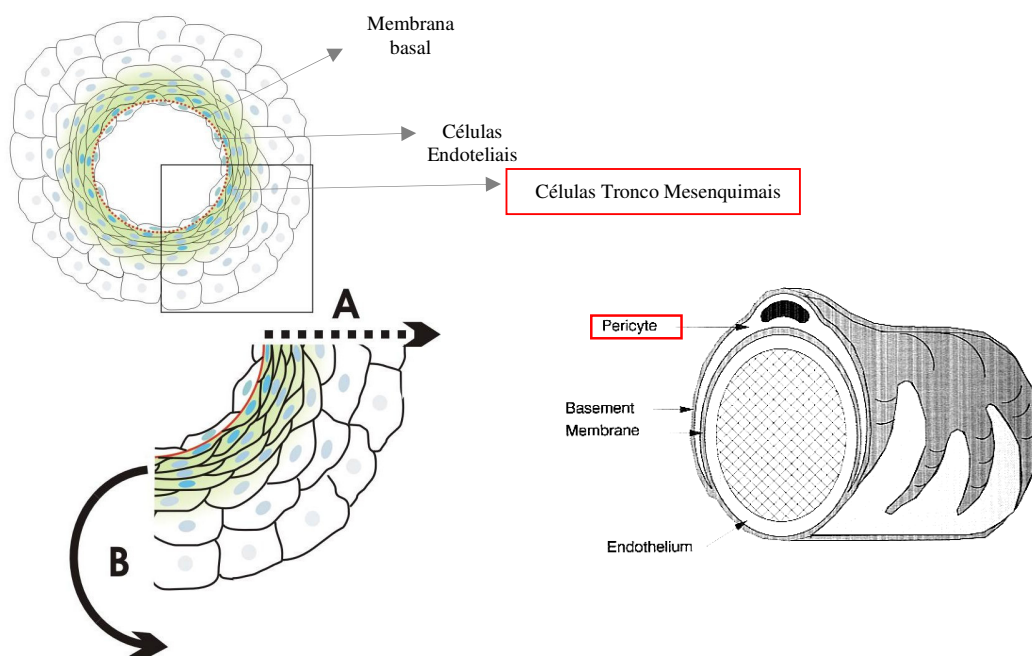 Membrana
basal
Células
Endoteliais
Células Tronco Mesenquimais
A
B
Pericyte
Basement
Membrane
Endothelium